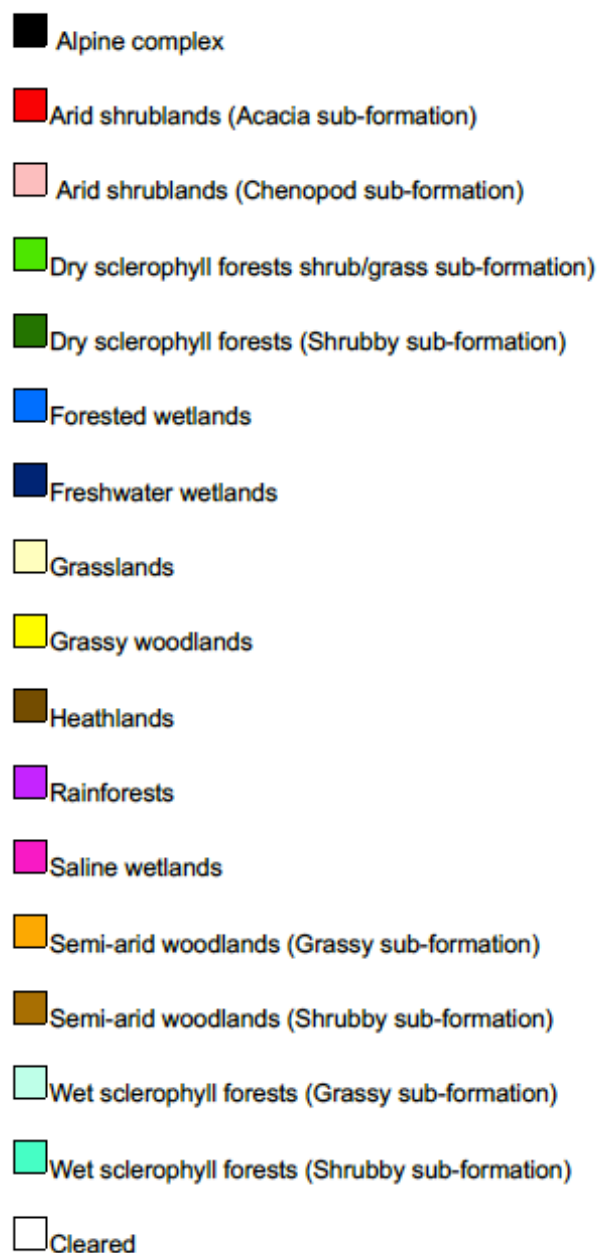 Alpine complex
Arid shrublands (Acacia sub-formation)
Arid shrublands (Chenopod sub-formation)
Dry sclerophyll forests shrub/grass sub-formation)
Dry sclerophyll forests (Shrubby sub-formation)
Forested wetlands
Freshwater wetlands
Grasslands
Grassy woodlands
Heathlands
Rainforests
Saline wetlands
Semi-arid woodlands (Grassy sub-formation)
Semi-arid woodlands (Shrubby sub-formation)
Wet sclerophyll forests (Grassy sub-formation)
Wet sclerophyll forests (Shrubby sub-formation)
Cleared